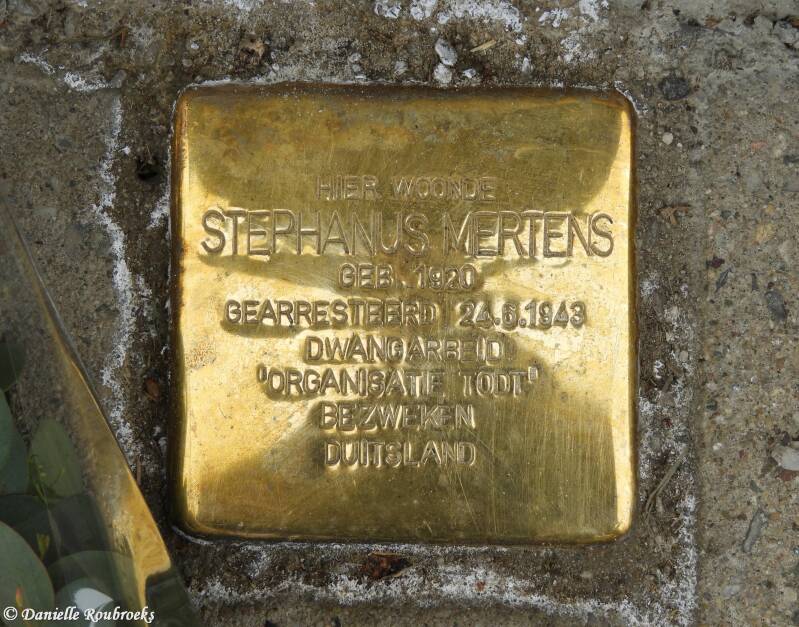 HIER WOONDE
STEPHANUS MERTENS
GEB. 1920
GEARRESTEERD 24.6.1943
DWANGARBEID
'ORGANISATIE TODT'
BEZWEKEN
DUITSLAND
© Danielle Roubroeks